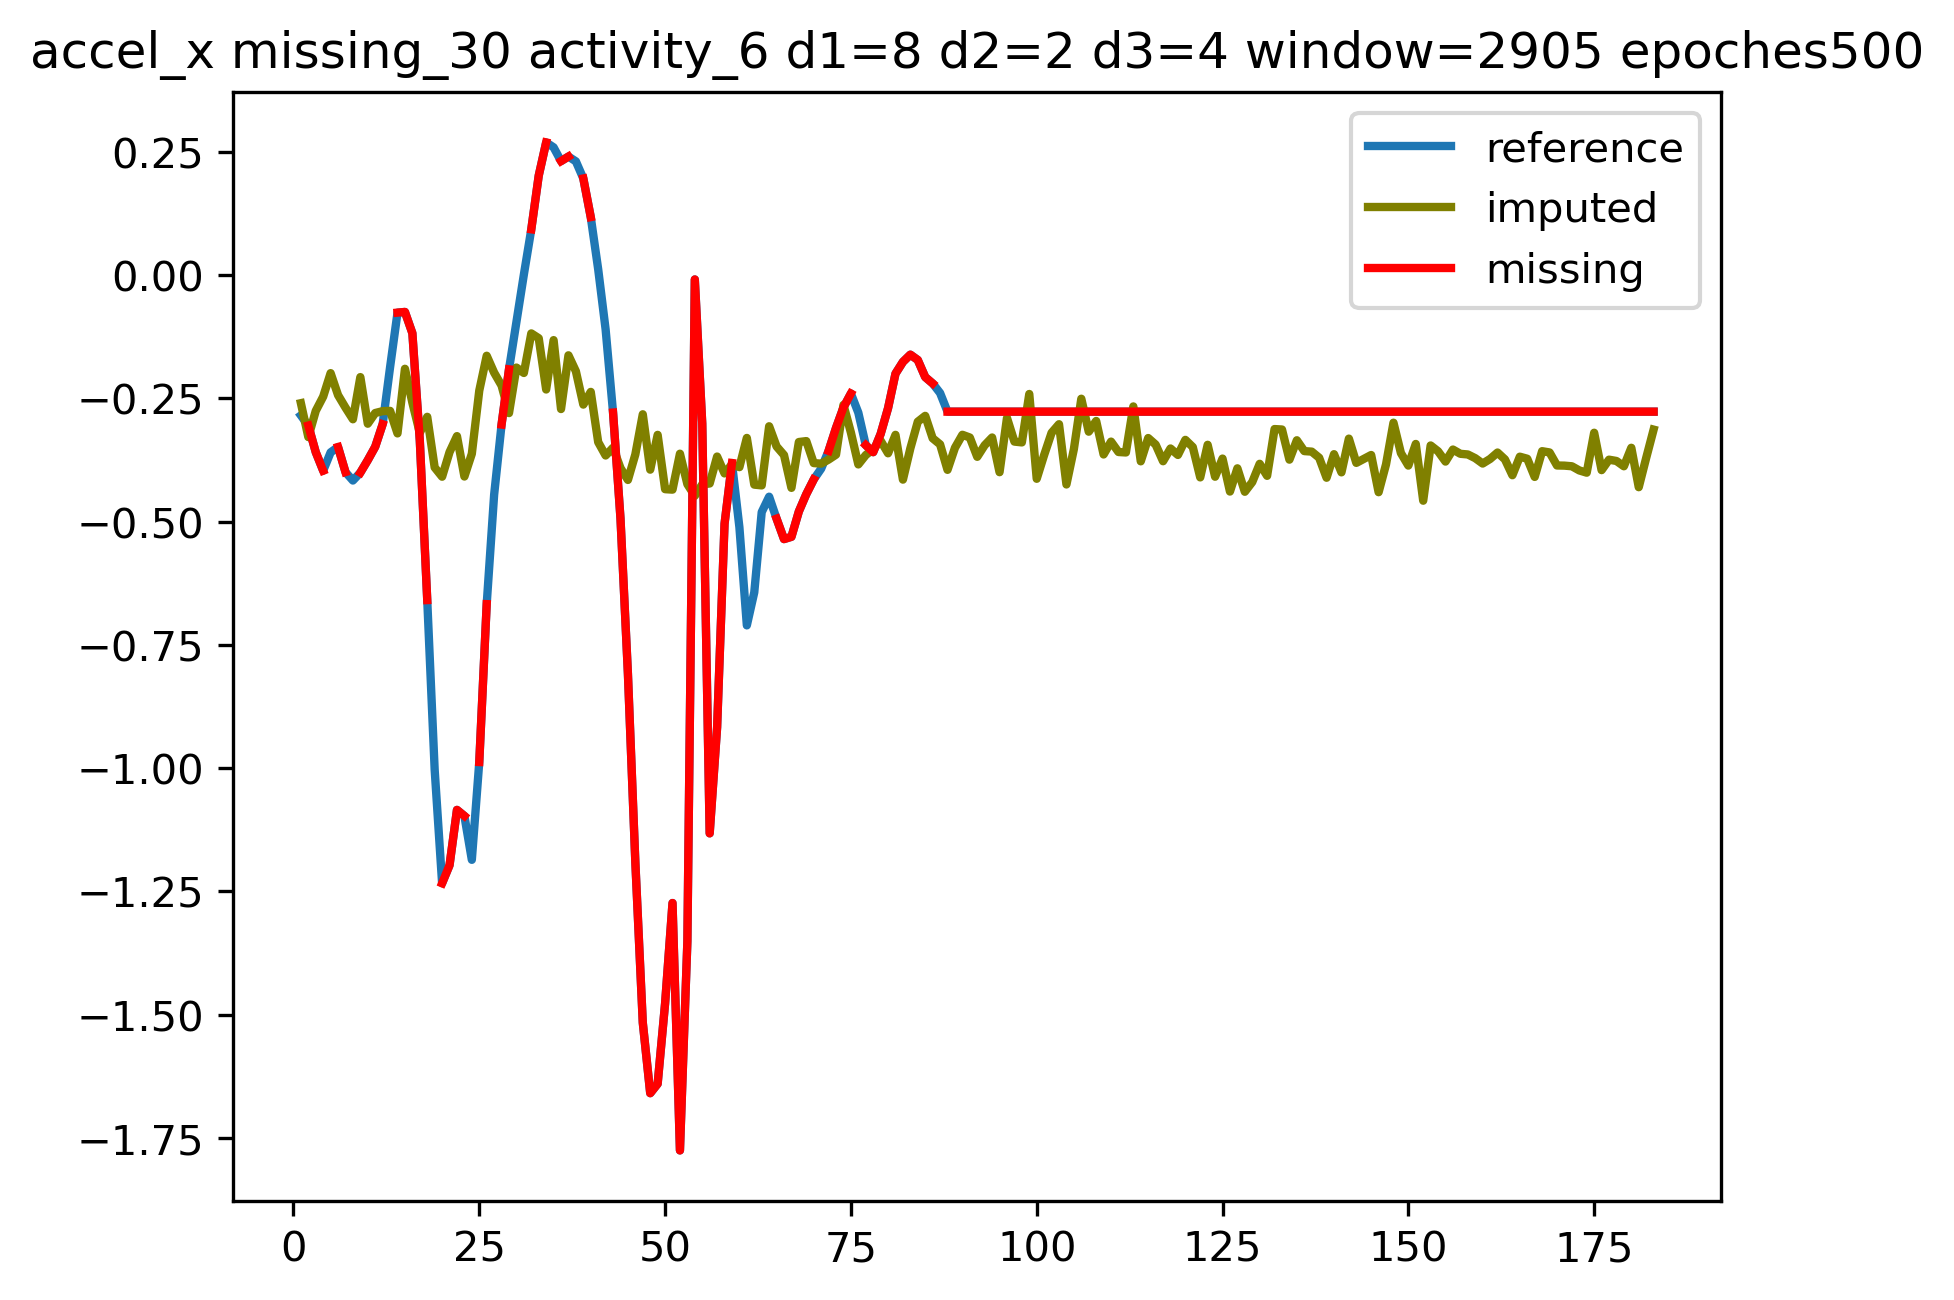 accel_x missing_30 activity_6 d1=8 d2=2 d3=4 window=2905 epoches500
reference
imputed
missing
0.25
0.00
−0.25
−0.50
−0.75
−1.00
−1.25
−1.50
−1.75
0 25 50 75 100 125 150 175